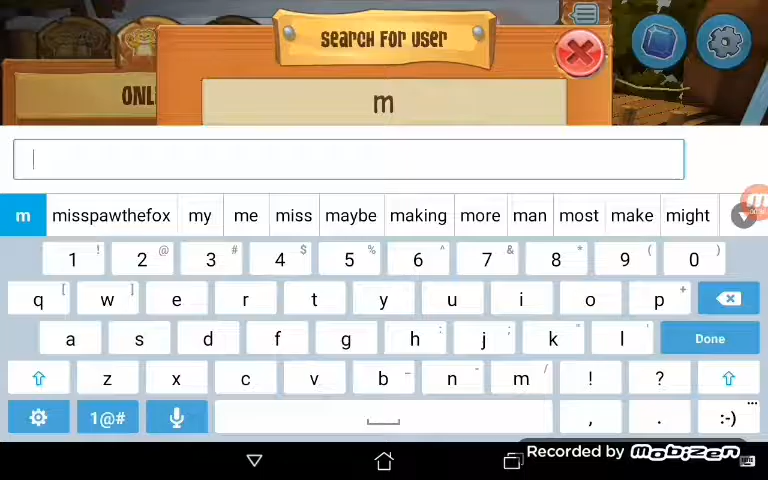 SEARCH FOR USER
ONL
m
m misspawthefox my me miss maybe making more man most make might
1 ! 2 @ 3 # 4 $ 5 % 6 ^ 7 & 8 * 9 ( 0 )
q [ w ] e r t y u i o p +
a s d f g h : j ; k " l ' Done
z x c v b _ n - m / ! ?
1@# , . :-) ...
Recorded by mobizen